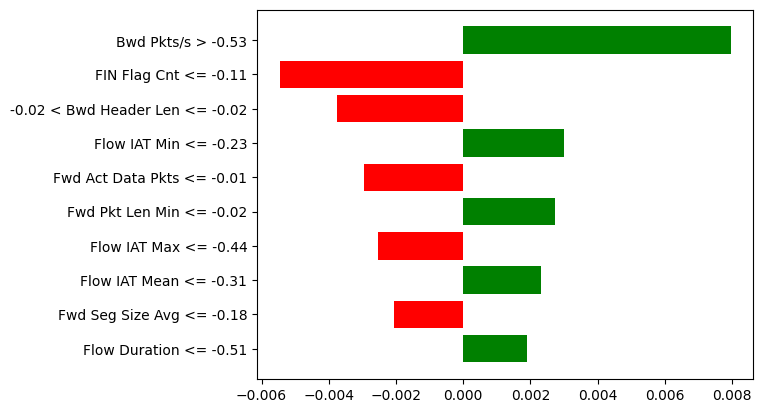 Bwd Pkts/s > -0.53
FIN Flag Cnt <= -0.11
-0.02 < Bwd Header Len <= -0.02
Flow IAT Min <= -0.23
Fwd Act Data Pkts <= -0.01
Fwd Pkt Len Min <= -0.02
Flow IAT Max <= -0.44
Flow IAT Mean <= -0.31
Fwd Seg Size Avg <= -0.18
Flow Duration <= -0.51
−0.006 −0.004 −0.002 0.000 0.002 0.004 0.006 0.008